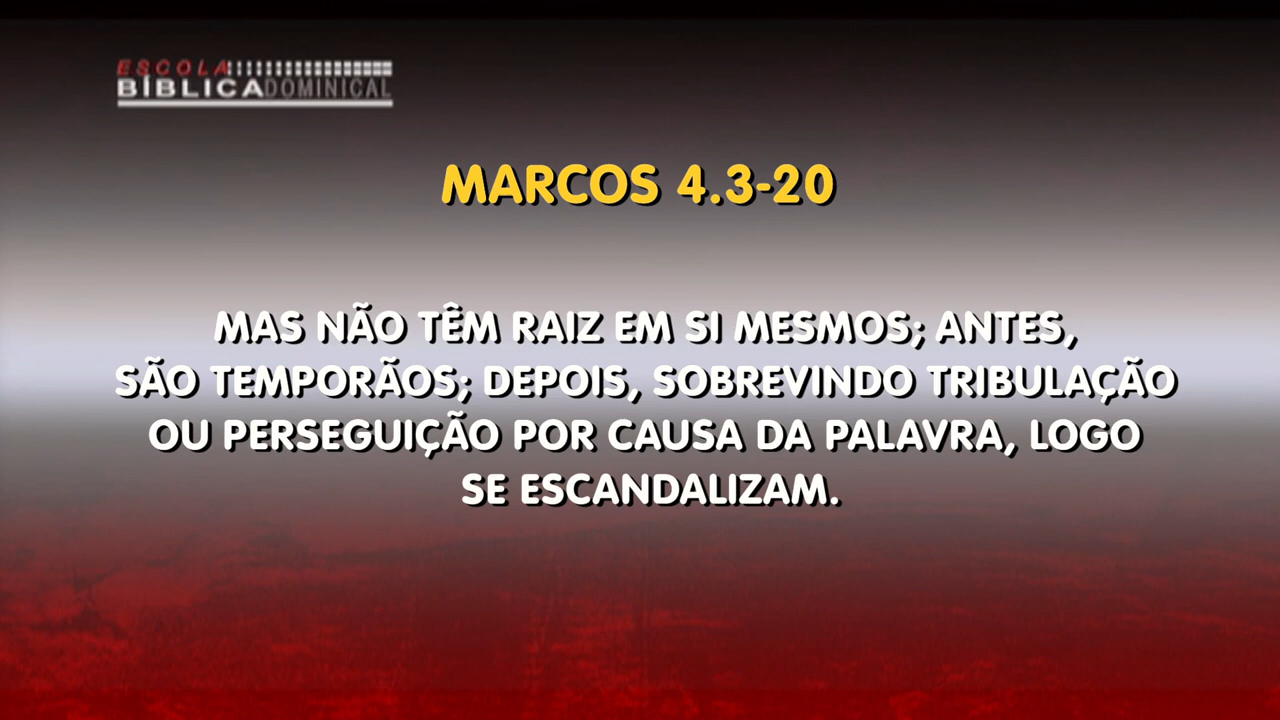 ESCOLA
BÍBLICA DOMINICAL
MARCOS 4.3-20
MAS NÃO TÊM RAIZ EM SI MESMOS; ANTES,
SÃO TEMPORÃOS; DEPOIS, SOBREVINDO TRIBULAÇÃO
OU PERSEGUIÇÃO POR CAUSA DA PALAVRA, LOGO
SE ESCANDALIZAM.